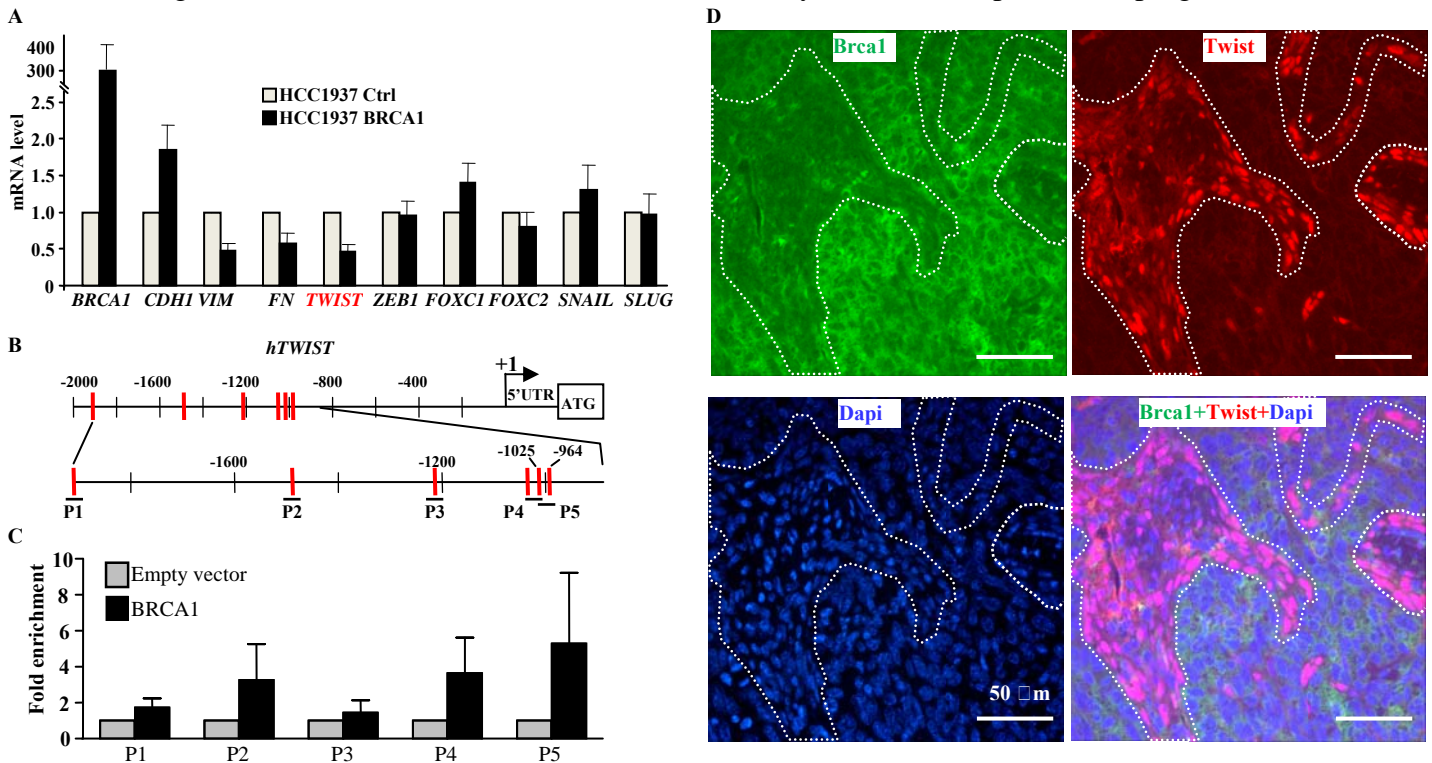 A
400
300
2.5
2.0
1.5
1.0
0.5
0
mRNA level
HCC1937 Ctrl
HCC1937 BRCA1
BRCA1 CDH1 VIM FN TWIST ZEB1 FOXC1 FOXC2 SNAIL SLUG
B
hTWIST
-2000 -1600 -1200 -800 -400 +1
5'UTR ATG
-1600 -1200 -1025 -964
P1 P2 P3 P4 P5
C
10
8
6
4
2
0
Fold enrichment
Empty vector
BRCA1
P1 P2 P3 P4 P5
D
Brca1
Twist
Dapi
50 □m
Brca1+Twist+Dapi